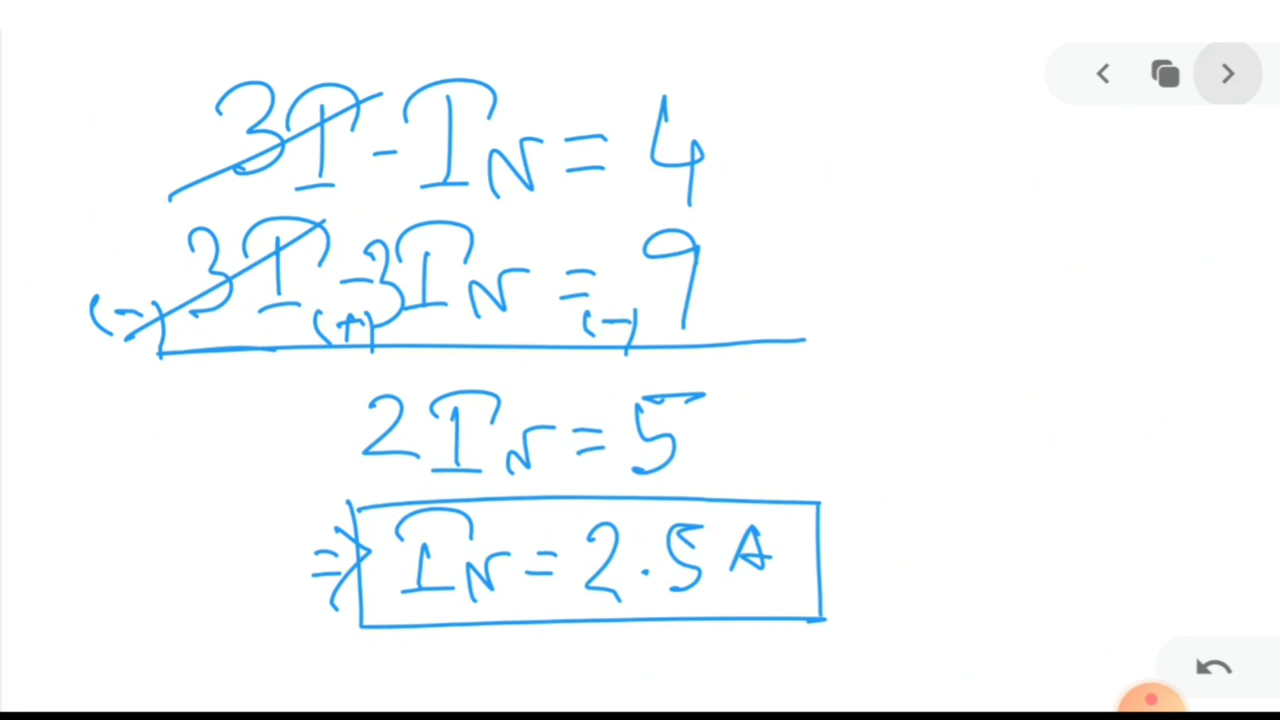 3I - IN = 4
3I - 3IN = 9
(-) (+) (-)
2IN = 5
⇒ IN = 2.5 A